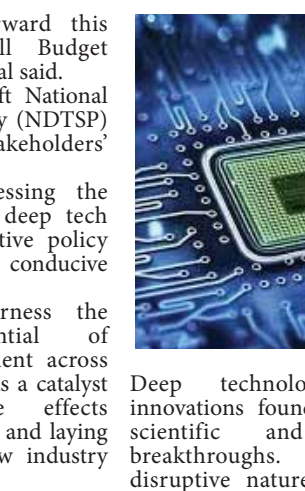 ward this
ll Budget
al said.
ft National
y (NDTSP)
akeholders'
essing the
deep tech
tive policy
conducive
rness the
ntial of
ent across
s a catalyst
e effects
and laying
w industry
Deep technolo
innovations found
scientific and
breakthroughs.
disruptive nature